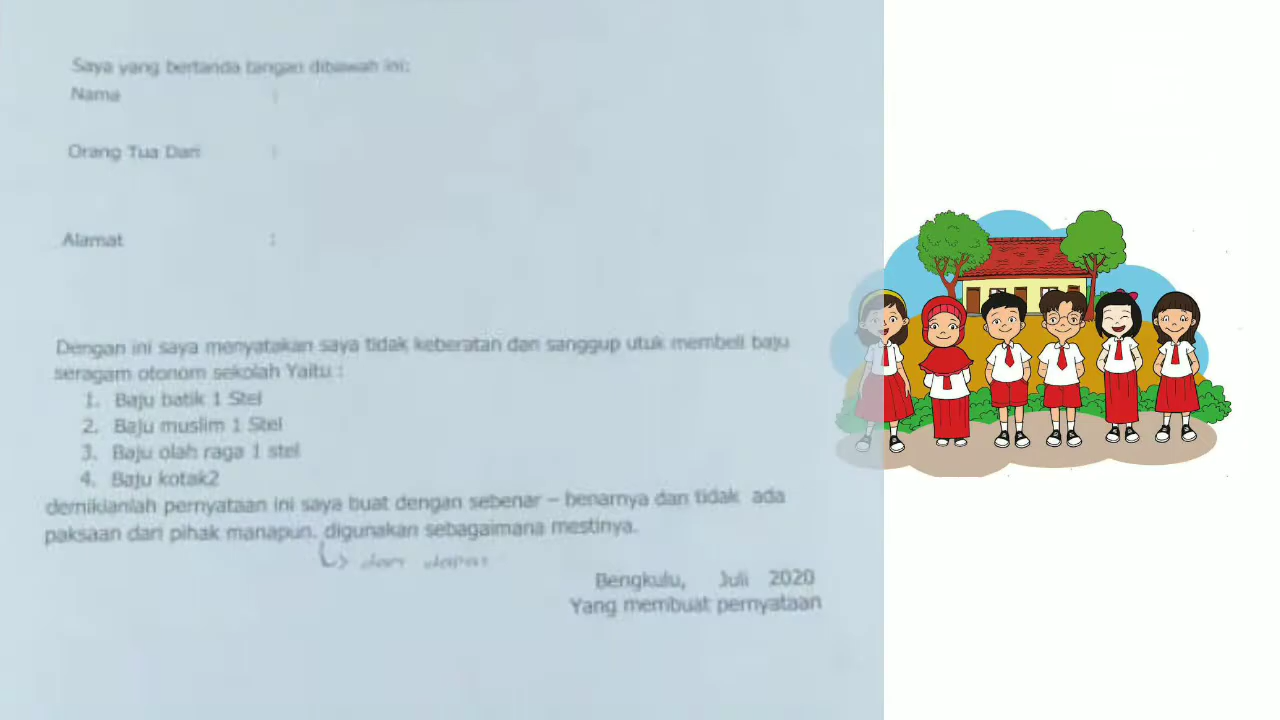 Saya yang bertanda tangan dibawah ini:
Nama :
Orang Tua Dari :
Alamat :
Dengan ini saya menyatakan saya tidak keberatan dan sanggup utuk membeli baju
seragam otonom sekolah Yaitu :
1. Baju batik 1 Stel
2. Baju muslim 1 Stel
3. Baju olah raga 1 stel
4. Baju kotak2
demikianlah pernyataan ini saya buat dengan sebenar – benarnya dan tidak ada
paksaan dari pihak manapun. digunakan sebagaimana mestinya.
dan dapat
Bengkulu, Juli 2020
Yang membuat pernyataan